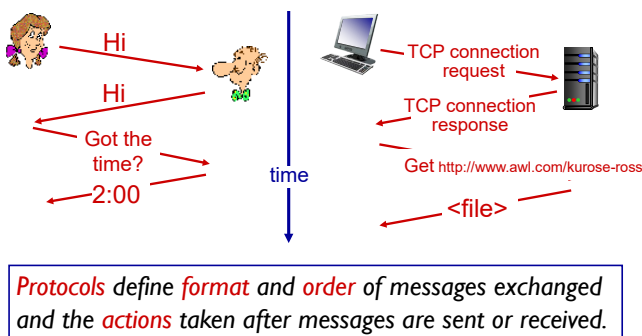 Hi
Hi
Got the
time?
2:00
time
TCP connection
request
TCP connection
response
Get http://www.awl.com/kurose-ross
<file>
Protocols define format and order of messages exchanged
and the actions taken after messages are sent or received.